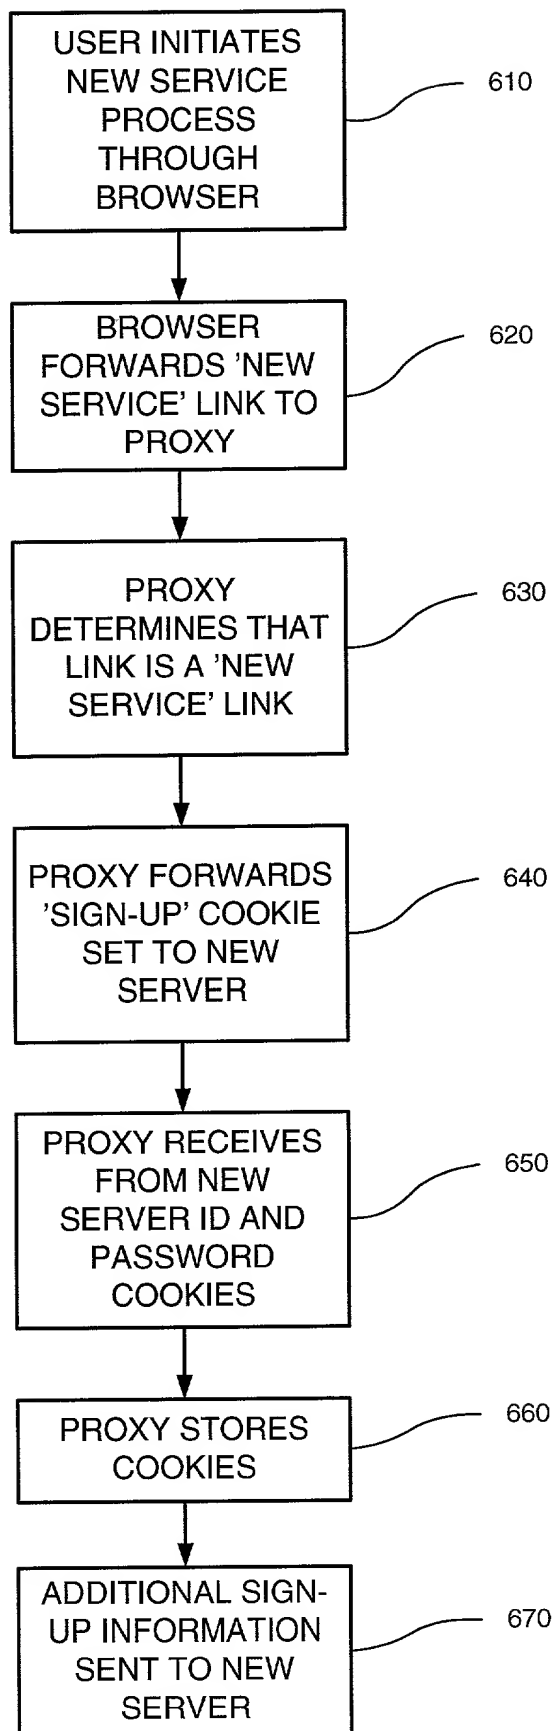 USER INITIATES
NEW SERVICE
PROCESS
THROUGH
BROWSER
610
BROWSER
FORWARDS 'NEW
SERVICE' LINK TO
PROXY
620
PROXY
DETERMINES THAT
LINK IS A 'NEW
SERVICE' LINK
630
PROXY FORWARDS
'SIGN-UP' COOKIE
SET TO NEW
SERVER
640
PROXY RECEIVES
FROM NEW
SERVER ID AND
PASSWORD
COOKIES
650
PROXY STORES
COOKIES
660
ADDITIONAL SIGN-
UP INFORMATION
SENT TO NEW
SERVER
670